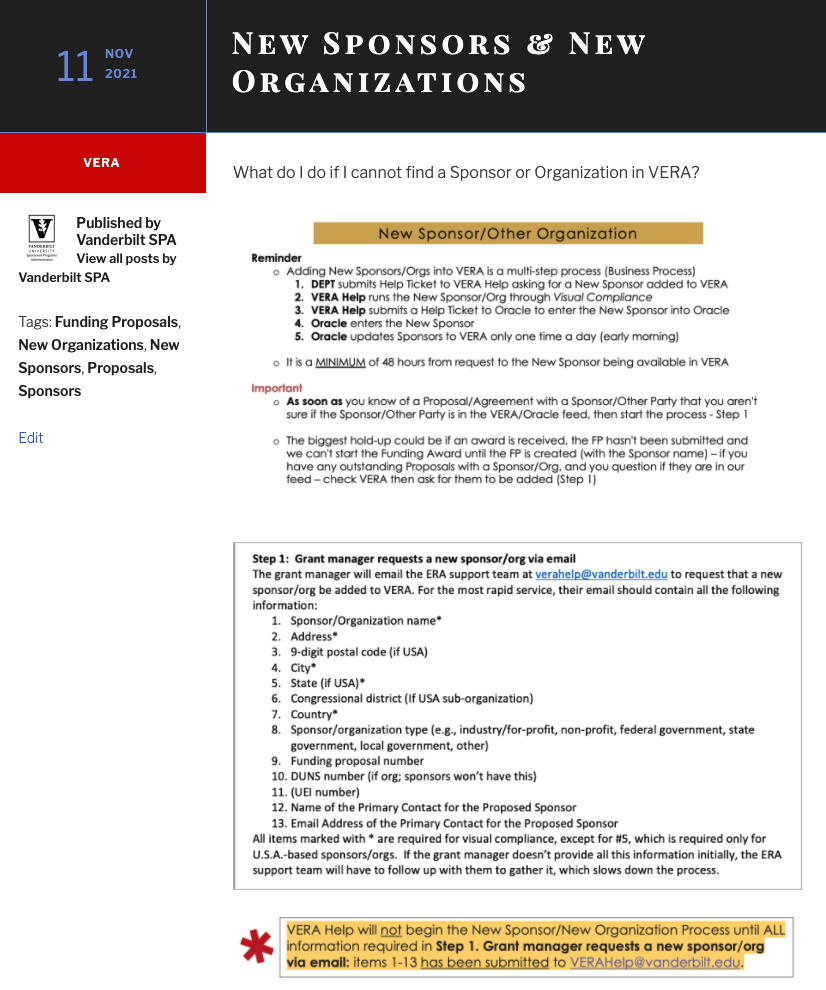 11 NOV
2021
New Sponsors & New
Organizations
VERA
Published by
Vanderbilt SPA
View all posts by
Vanderbilt SPA
Tags: Funding Proposals,
New Organizations, New
Sponsors, Proposals,
Sponsors
Edit
What do I do if I cannot find a Sponsor or Organization in VERA?
New Sponsor/Other Organization
Reminder
o Adding New Sponsors/Orgs into VERA is a multi-step process (Business Process)
1. DEPT submits Help Ticket to VERA Help asking for a New Sponsor added to VERA
2. VERA Help runs the New Sponsor/Org through Visual Compliance
3. VERA Help submits a Help Ticket to Oracle to enter the New Sponsor into Oracle
4. Oracle enters the New Sponsor
5. Oracle updates Sponsors to VERA only one time a day (early morning)
o It is a MINIMUM of 48 hours from request to the New Sponsor being available in VERA
Important
o As soon as you know of a Proposal/Agreement with a Sponsor/Other Party that you aren't
sure if the Sponsor/Other Party is in the VERA/Oracle feed, then start the process - Step 1
o The biggest hold-up could be if an award is received, the FP hasn't been submitted and
we can't start the Funding Award until the FP is created (with the Sponsor name) – if you
have any outstanding Proposals with a Sponsor/Org, and you question if they are in our
feed – check VERA then ask for them to be added (Step 1)
Step 1: Grant manager requests a new sponsor/org via email
The grant manager will email the ERA support team at verahelp@vanderbilt.edu to request that a new
sponsor/org be added to VERA. For the most rapid service, their email should contain all the following
information:
1. Sponsor/Organization name*
2. Address*
3. 9-digit postal code (if USA)
4. City*
5. State (if USA)*
6. Congressional district (If USA sub-organization)
7. Country*
8. Sponsor/organization type (e.g., industry/for-profit, non-profit, federal government, state
government, local government, other)
9. Funding proposal number
10. DUNS number (if org; sponsors won't have this)
11. (UEI number)
12. Name of the Primary Contact for the Proposed Sponsor
13. Email Address of the Primary Contact for the Proposed Sponsor
All items marked with * are required for visual compliance, except for #5, which is required only for
U.S.A.-based sponsors/orgs. If the grant manager doesn't provide all this information initially, the ERA
support team will have to follow up with them to gather it, which slows down the process.
VERA Help will not begin the New Sponsor/New Organization Process until ALL
information required in Step 1. Grant manager requests a new sponsor/org
via email: items 1-13 has been submitted to VERAHelp@vanderbilt.edu.